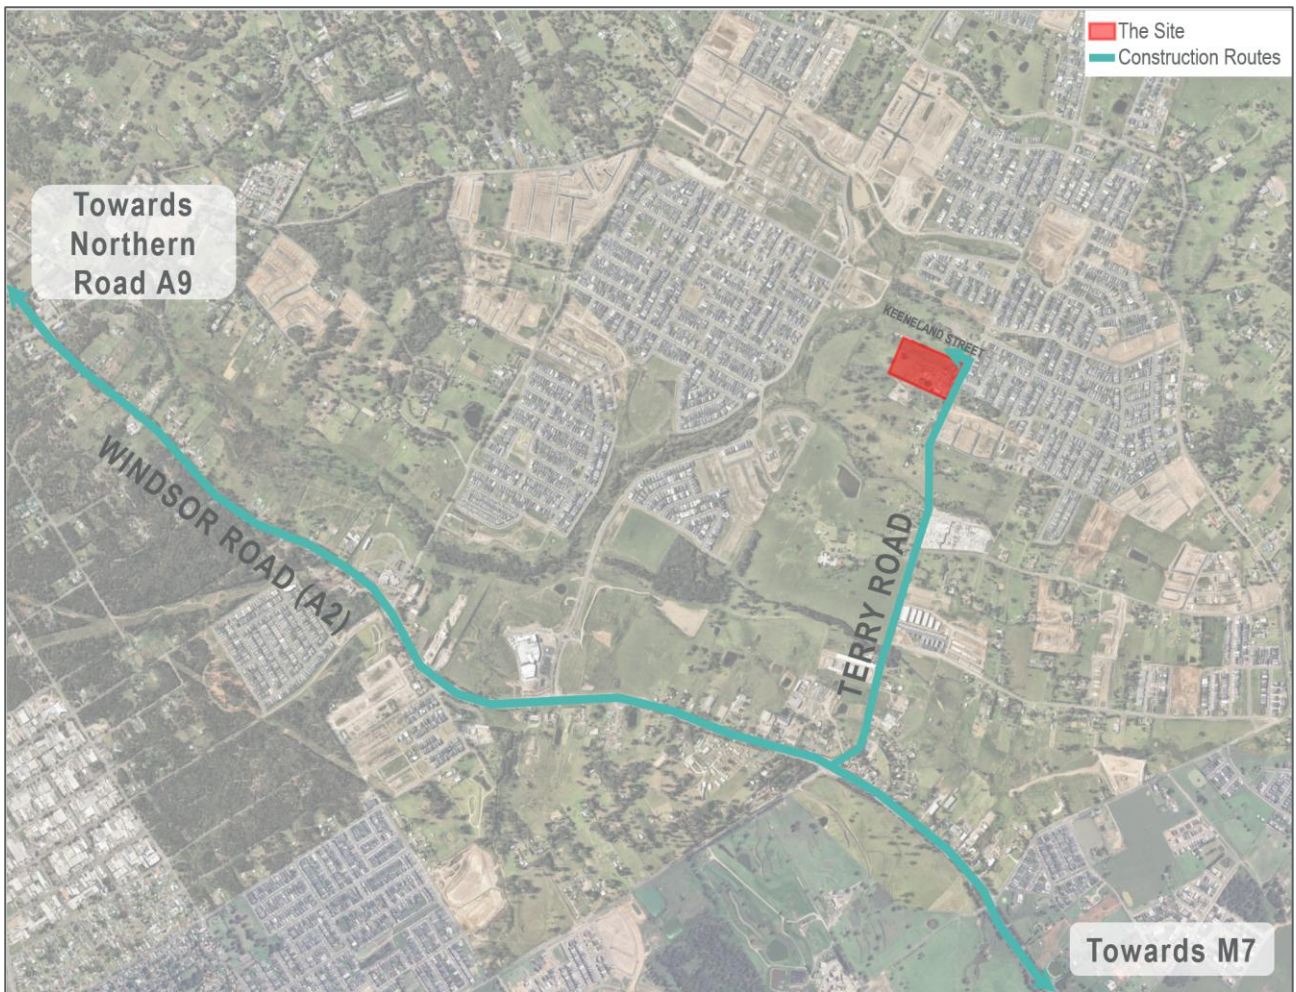 The Site
Construction Routes
Towards
Northern
Road A9
KEENELAND STREET
WINDSOR ROAD (A2)
TERRY ROAD
Towards M7